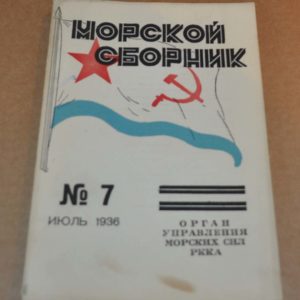 МОРСКОЙ
СБОРНИК
№ 7
ИЮЛЬ 1936
ОРГАН
УПРАВЛЕНИЯ
МОРСКИХ СИЛ
РККА